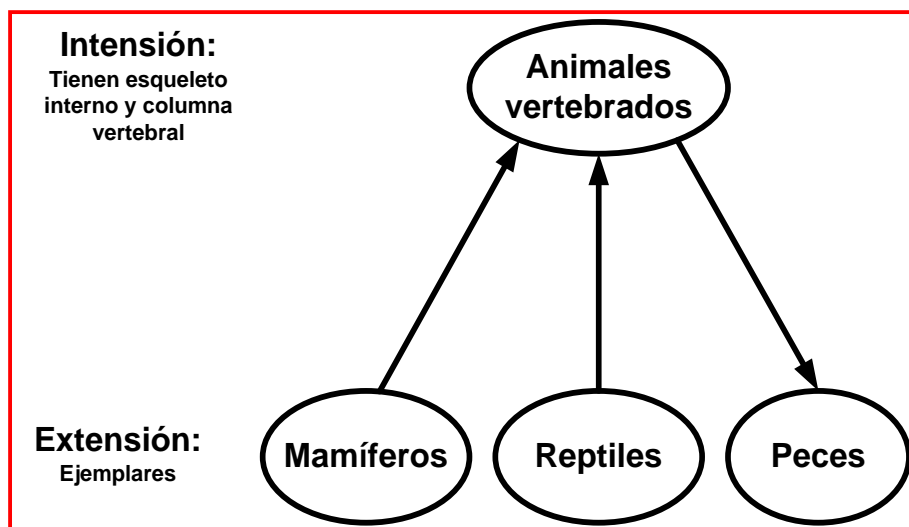 Intensión:
Tienen esqueleto
interno y columna
vertebral
Animales
vertebrados
Extensión:
Ejemplares
Mamíferos
Reptiles
Peces